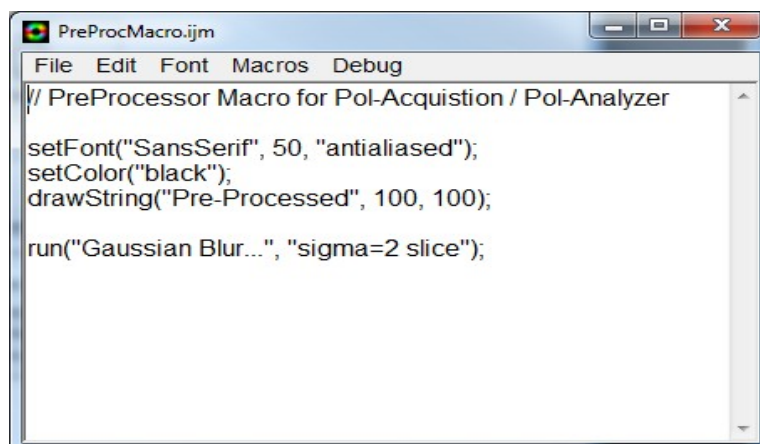 PreProcMacro.ijm
File Edit Font Macros Debug
// PreProcessor Macro for Pol-Acquistion / Pol-Analyzer
setFont("SansSerif", 50, "antialiased");
setColor("black");
drawString("Pre-Processed", 100, 100);
run("Gaussian Blur...", "sigma=2 slice");